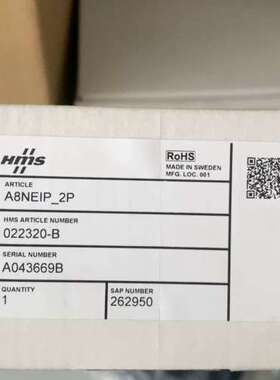 HMS
RoHS
MADE IN SWEDEN
MFG. LOC. 001
ARTICLE
A8NEIP_2P
HMS ARTICLE NUMBER
022320-B
SERIAL NUMBER
A043669B
QUANTITY
1
SAP NUMBER
262950